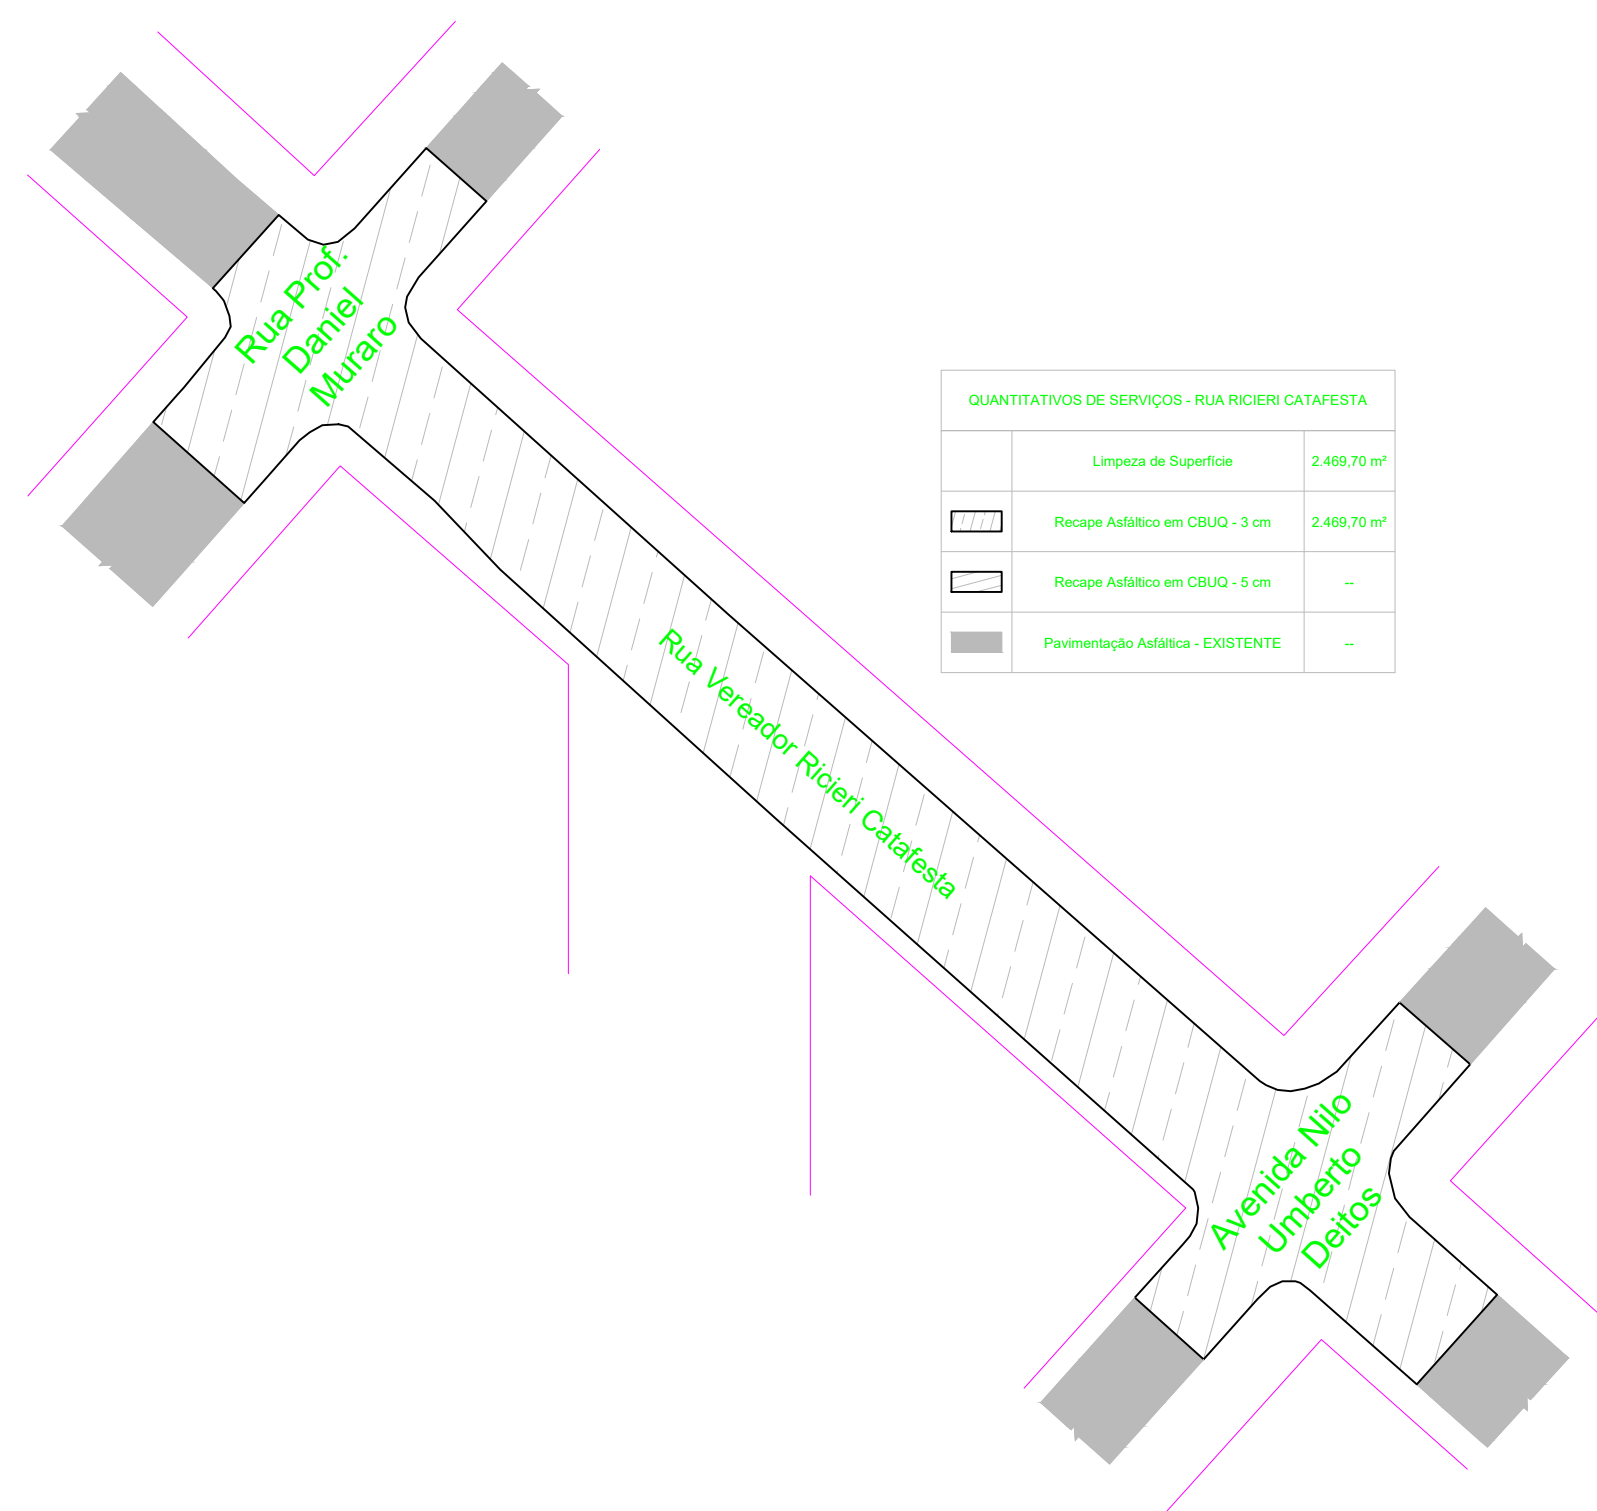 Rua Prof.
Daniel
Muraro
QUANTITATIVOS DE SERVIÇOS - RUA RICIERI CATAFESTA
Limpeza de Superfície 2.469,70 m²
Recape Asfáltico em CBUQ - 3 cm 2.469,70 m²
Recape Asfáltico em CBUQ - 5 cm --
Pavimentação Asfáltica - EXISTENTE --
Rua Vereador Ricieri Catafesta
Avenida Nilo
Umberto
Deitos